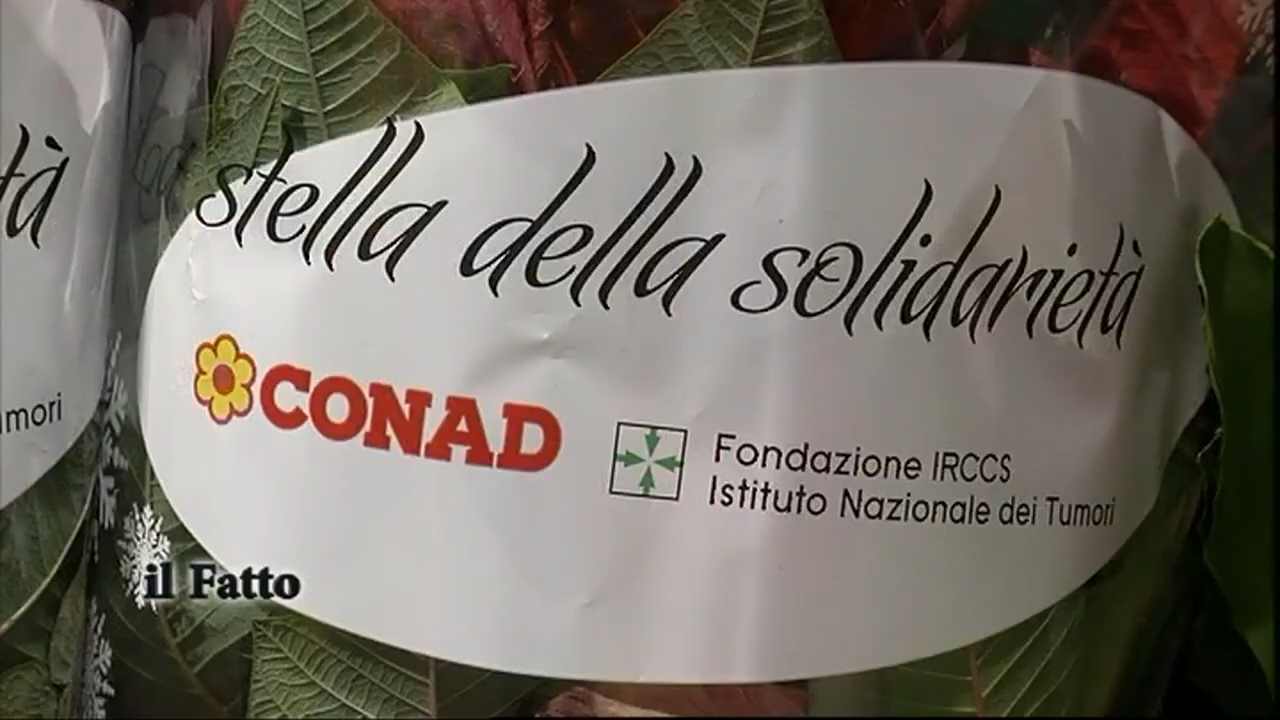 stella della solidarietà
CONAD
Fondazione IRCCS
Istituto Nazionale dei Tumori
il Fatto